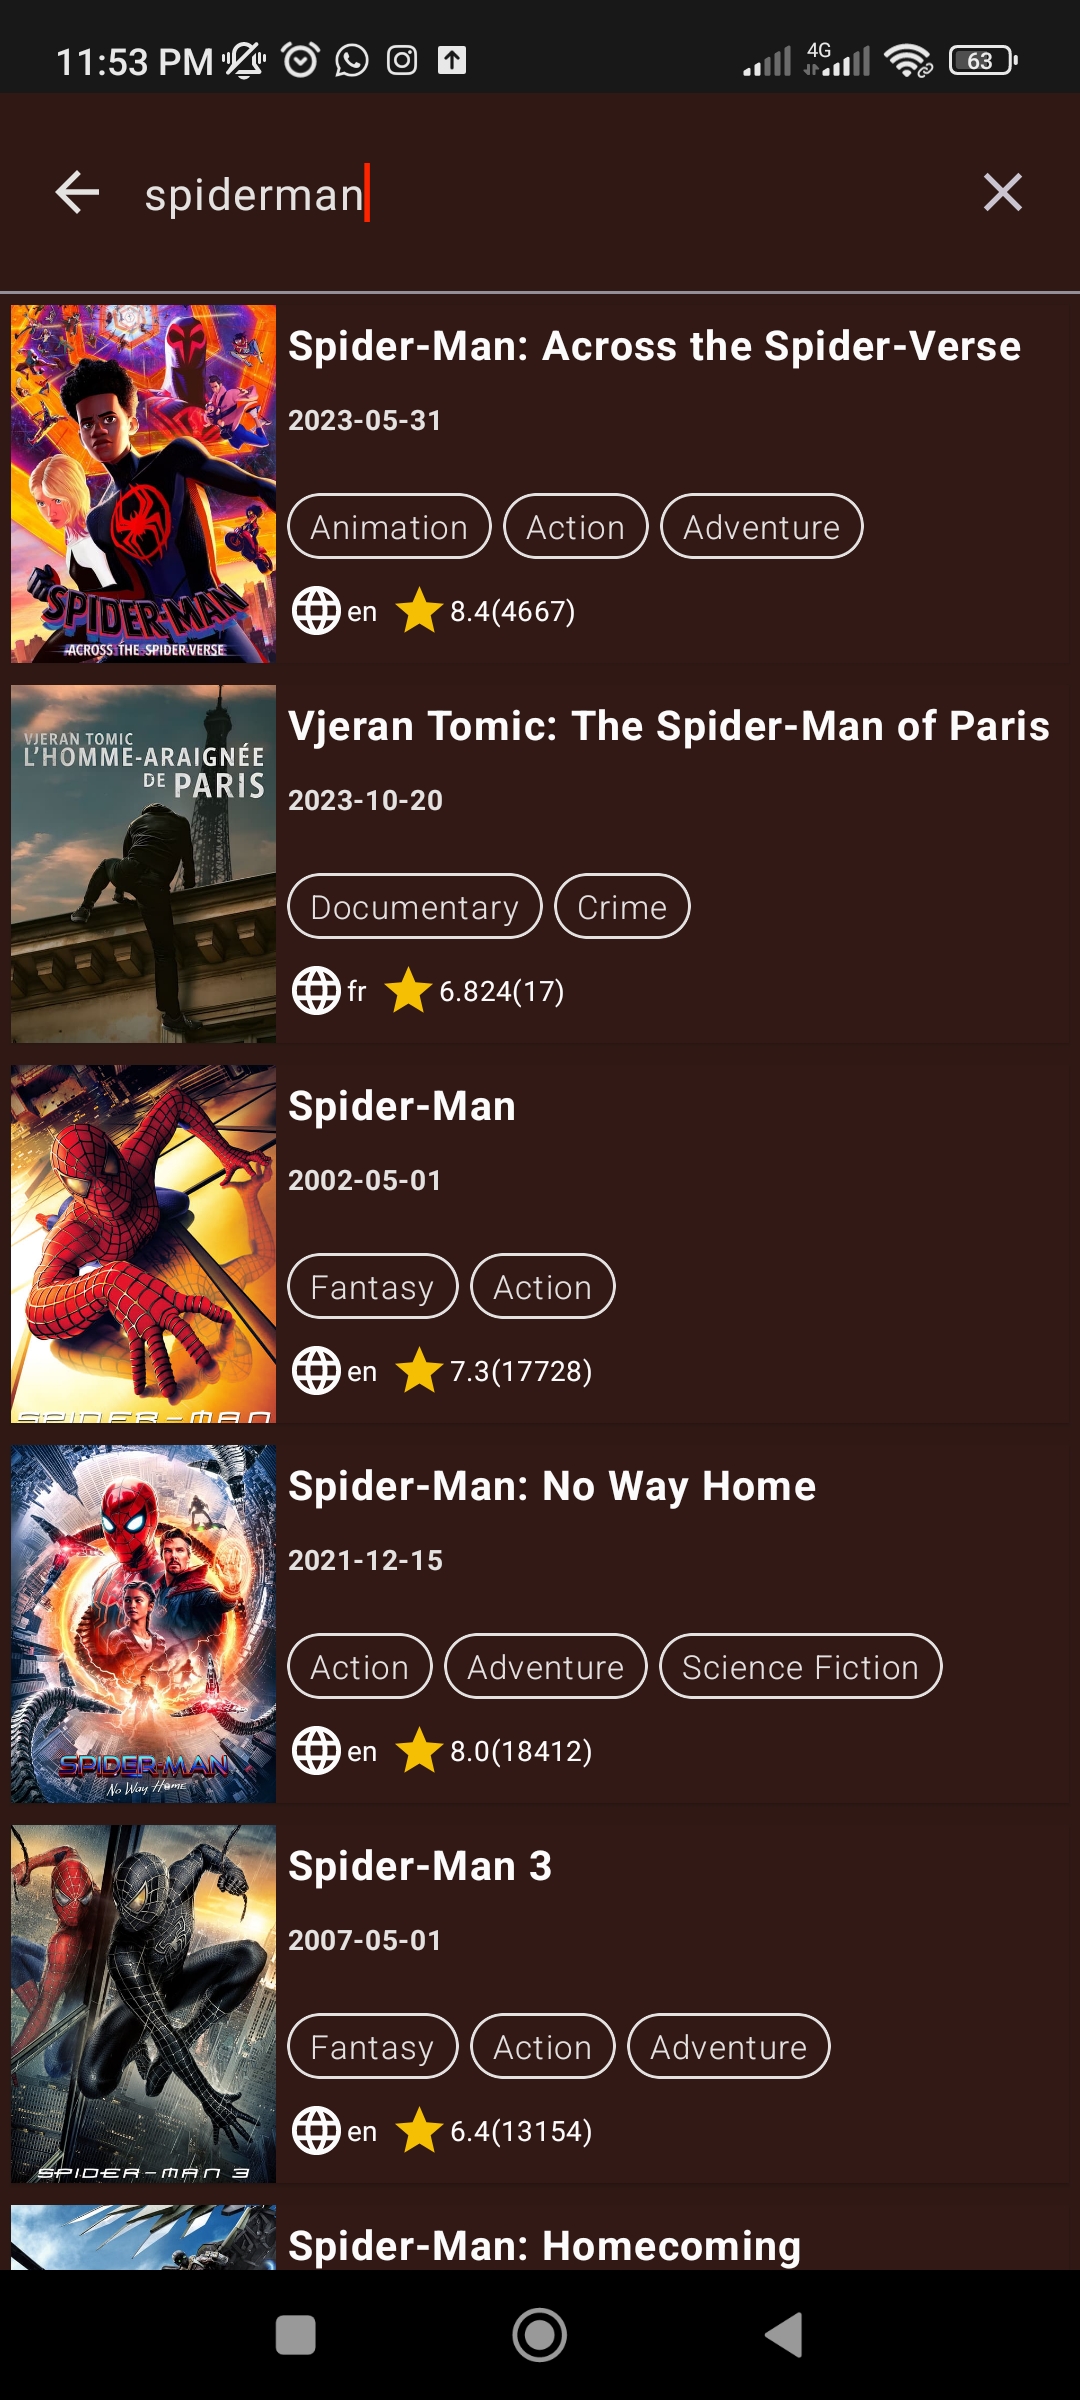 11:53 PM
4G
63
spiderman
Spider-Man: Across the Spider-Verse
2023-05-31
Animation Action Adventure
en 8.4(4667)
SPIDER-MAN
ACROSS THE SPIDER-VERSE
VJERAN TOMIC
L'HOMME-ARAIGNÉE
DE PARIS
Vjeran Tomic: The Spider-Man of Paris
2023-10-20
Documentary Crime
fr 6.824(17)
Spider-Man
2002-05-01
Fantasy Action
en 7.3(17728)
SPIDER-MAN
Spider-Man: No Way Home
2021-12-15
Action Adventure Science Fiction
en 8.0(18412)
SPIDER-MAN
No Way Home
Spider-Man 3
2007-05-01
Fantasy Action Adventure
en 6.4(13154)
SPIDER-MAN 3
Spider-Man: Homecoming